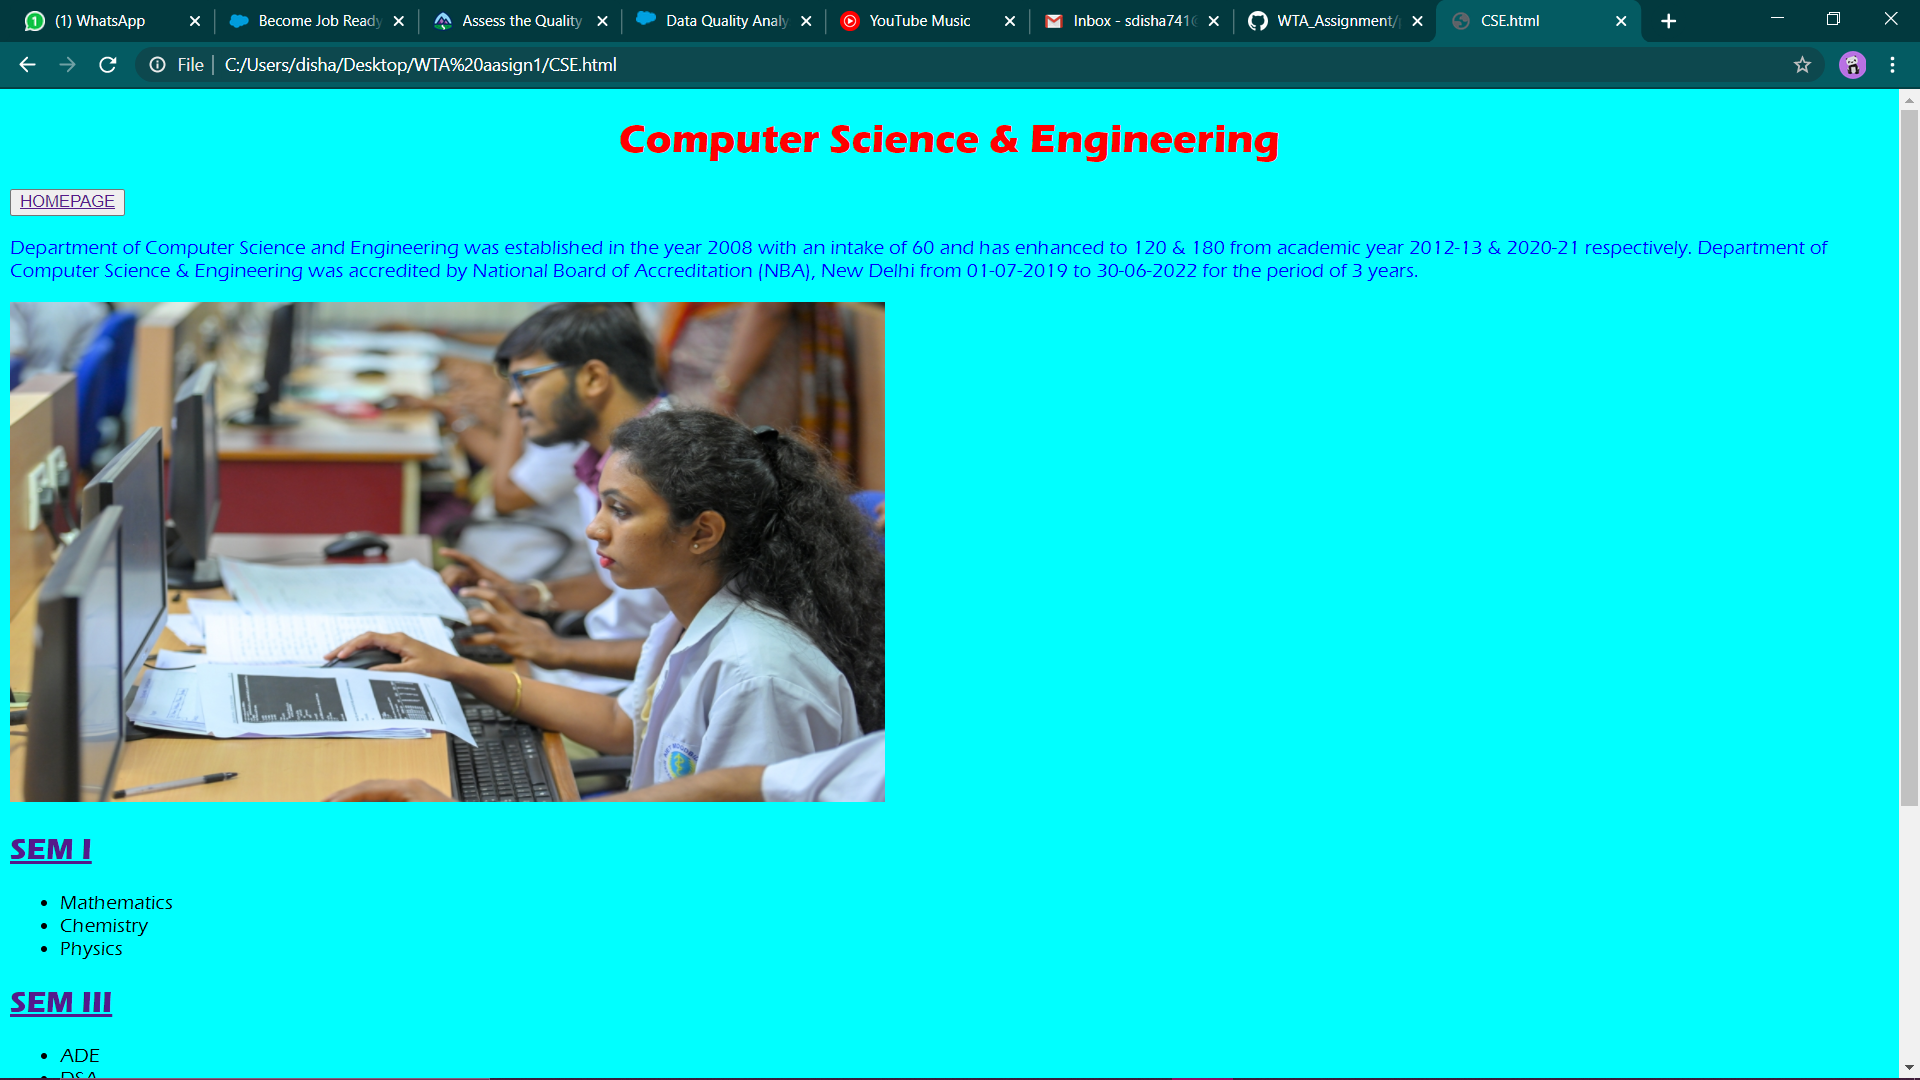 (1) WhatsApp
Become Job Ready
Assess the Quality
Data Quality Analy
YouTube Music
Inbox - sdisha741@
WTA_Assignment/
CSE.html
File
C:/Users/disha/Desktop/WTA%20aasign1/CSE.html
Computer Science & Engineering
HOMEPAGE
Department of Computer Science and Engineering was established in the year 2008 with an intake of 60 and has enhanced to 120 & 180 from academic year 2012-13 & 2020-21 respectively. Department of
Computer Science & Engineering was accredited by National Board of Accreditation (NBA), New Delhi from 01-07-2019 to 30-06-2022 for the period of 3 years.
SEM I
• Mathematics
• Chemistry
• Physics
SEM III
• ADE
• DSA